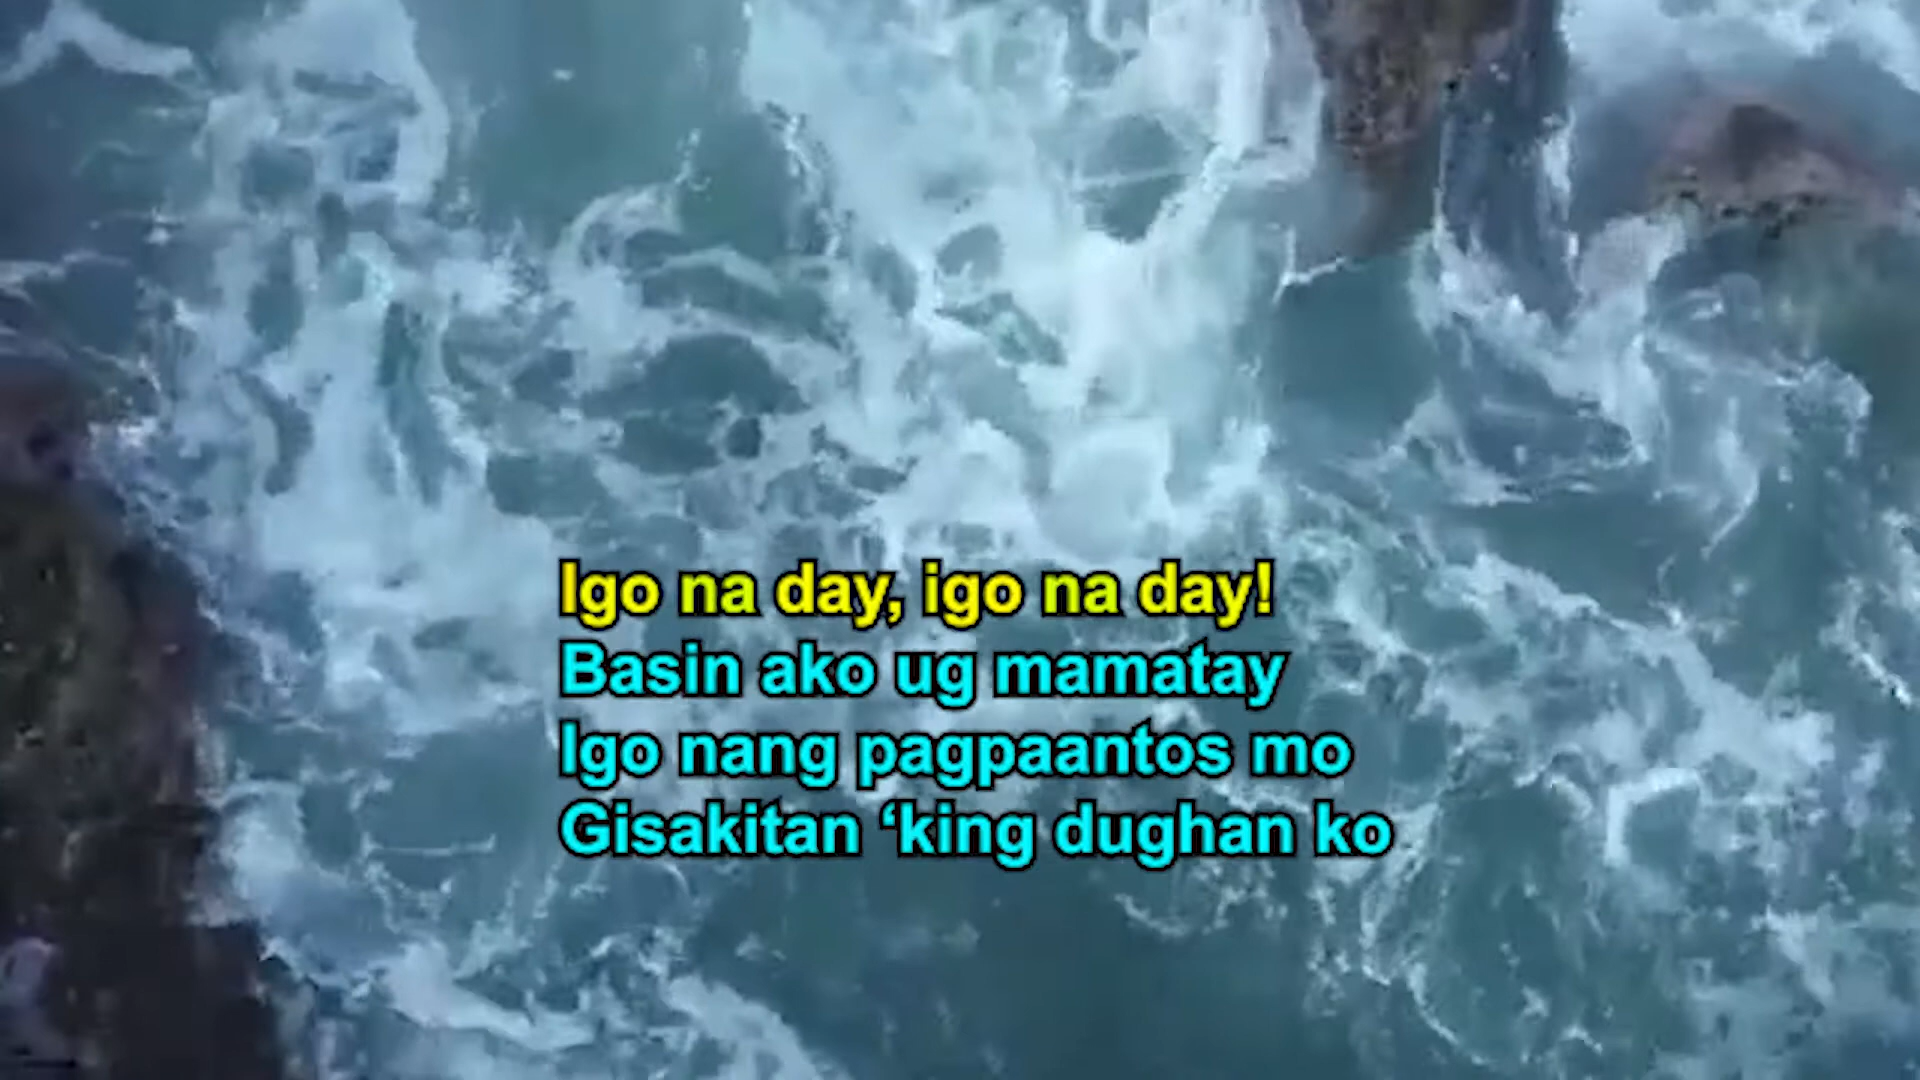 Igo na day, igo na day!
Basin ako ug mamatay
Igo nang pagpaantos mo
Gisakitan ‘king dughan ko